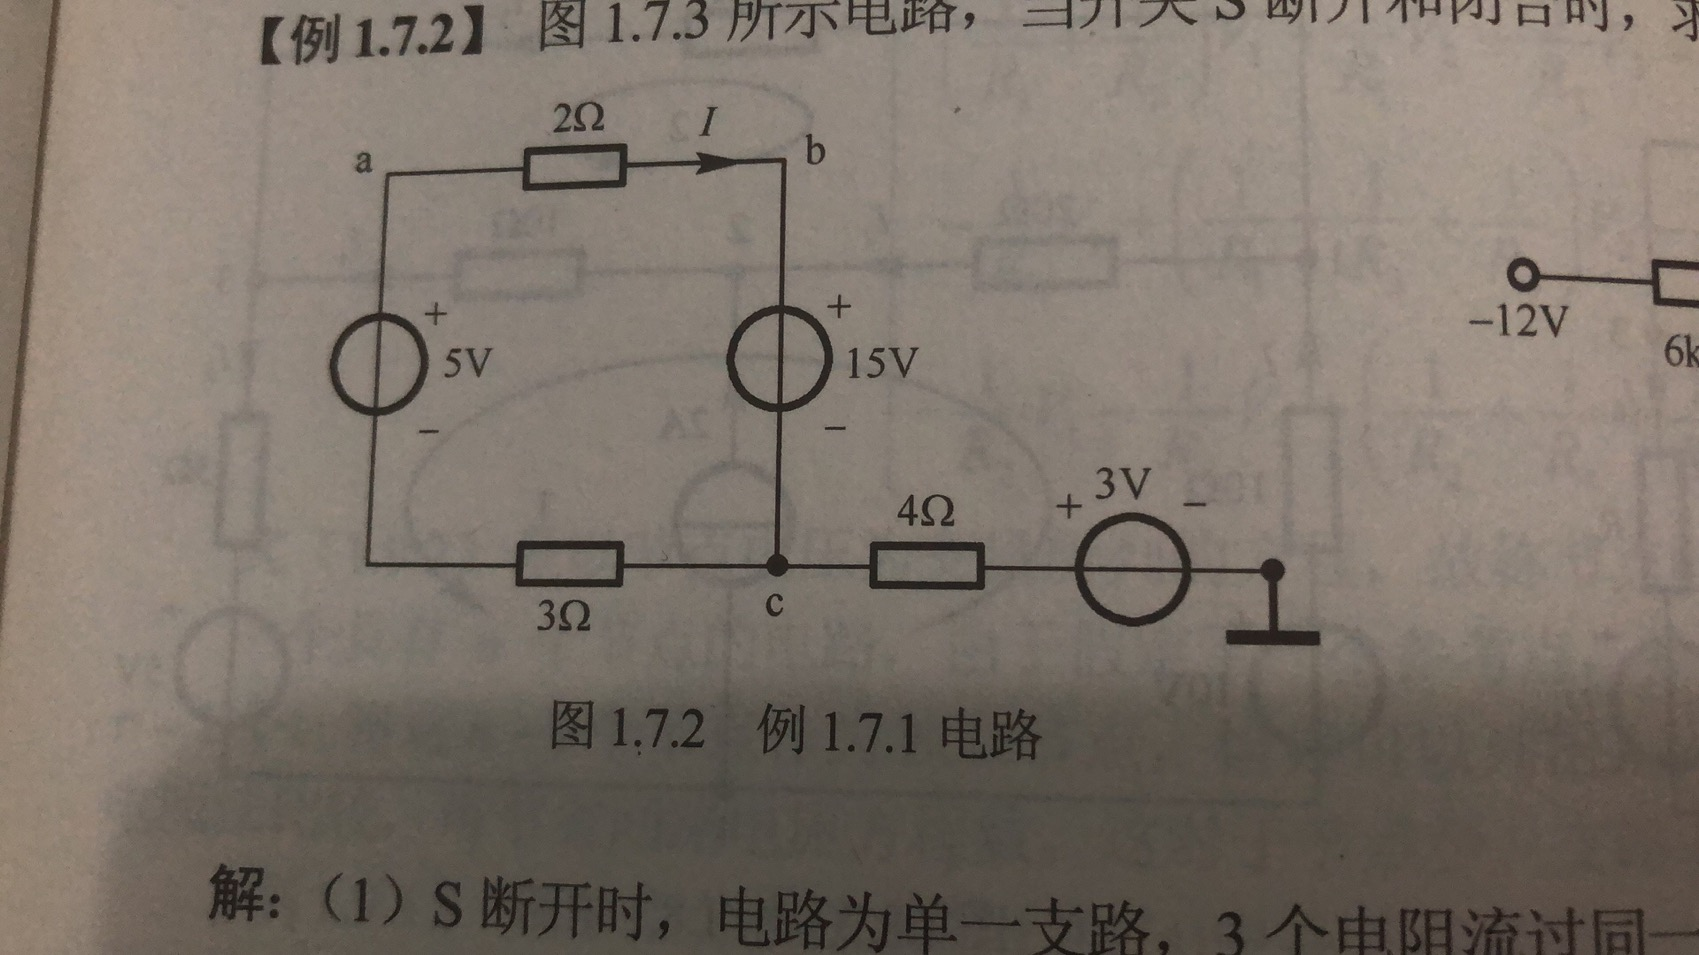 【例 1.7.2】 图 1.7.3 所示电路，当开关 S 断开和闭合时，求
2Ω I
a b
+ +
5V 15V
− −
−12V
6k
4Ω + 3V −
3Ω c
图 1.7.2 例 1.7.1 电路
解：（1）S 断开时，电路为单一支路，3 个电阻流过同一